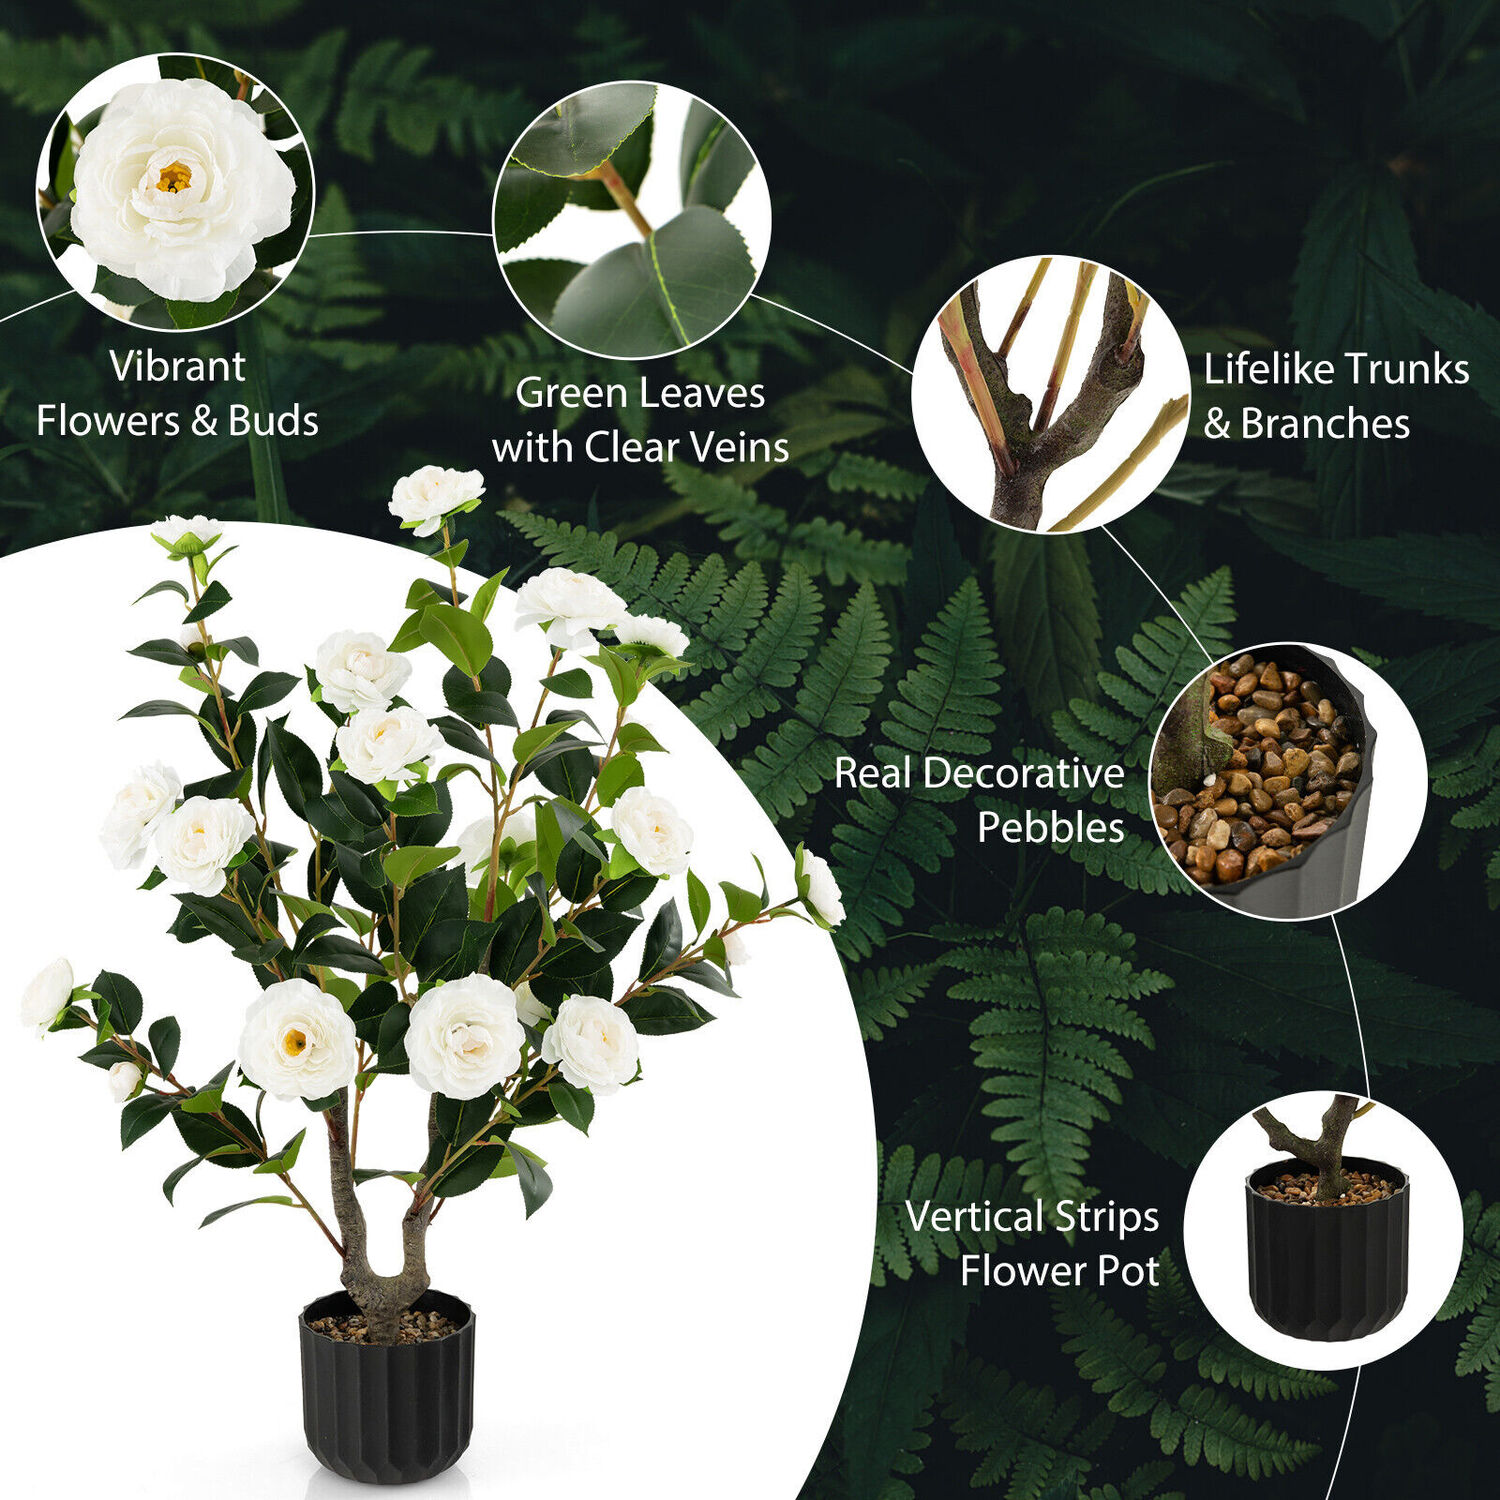 Vibrant
Flowers & Buds
Green Leaves
with Clear Veins
Lifelike Trunks
& Branches
Real Decorative
Pebbles
Vertical Strips
Flower Pot